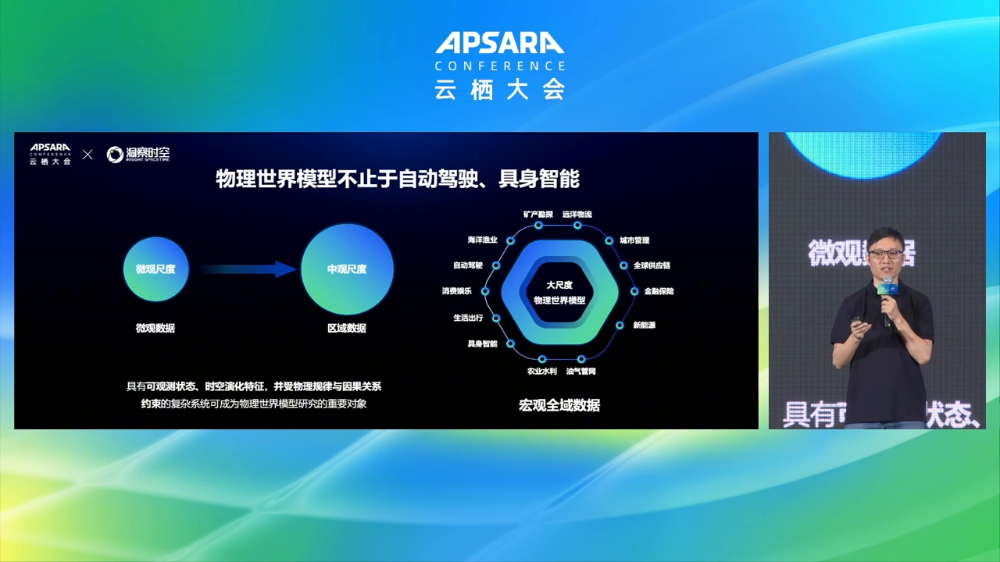 APSARA
CONFERENCE
云栖大会
APSARA
CONFERENCE
云栖大会
洞察时空
INSIGHT SPACETIME
物理世界模型不止于自动驾驶、具身智能
微观尺度
微观数据
中观尺度
区域数据
矿产勘探
远洋物流
海洋渔业
城市管理
自动驾驶
全球供应链
消费娱乐
金融保险
生活出行
新能源
具身智能
农业水利
油气管网
大尺度
物理世界模型
宏观全域数据
具有可观测状态、时空演化特征，并受物理规律与因果关系
约束的复杂系统可成为物理世界模型研究的重要对象
微观数据
具有可
状态、